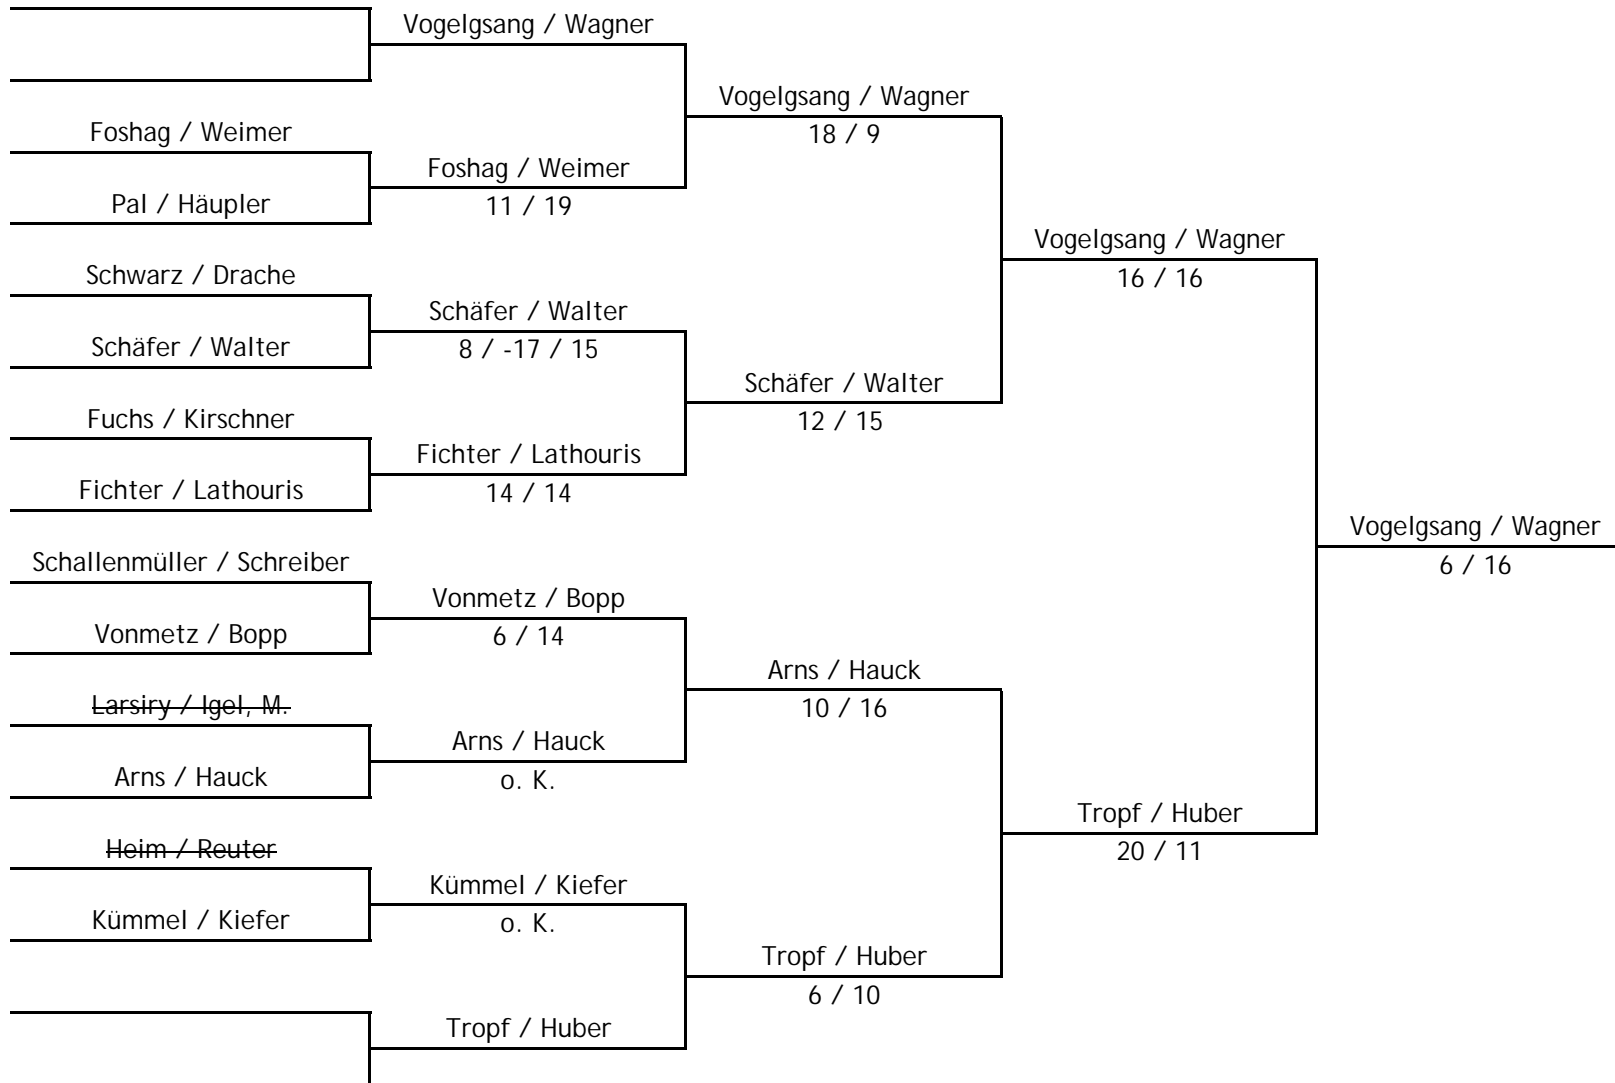 Vogelgsang / Wagner
Vogelgsang / Wagner
18 / 9
Foshag / Weimer
Foshag / Weimer
11 / 19
Pal / Häupler
Vogelgsang / Wagner
16 / 16
Schwarz / Drache
Schäfer / Walter
8 / -17 / 15
Schäfer / Walter
Schäfer / Walter
12 / 15
Fuchs / Kirschner
Fichter / Lathouris
14 / 14
Fichter / Lathouris
Vogelgsang / Wagner
6 / 16
Schallenmüller / Schreiber
Vonmetz / Bopp
6 / 14
Vonmetz / Bopp
Arns / Hauck
10 / 16
Larsiry / Igel, M.
Arns / Hauck
o. K.
Arns / Hauck
Tropf / Huber
20 / 11
Heim / Reuter
Kümmel / Kiefer
o. K.
Kümmel / Kiefer
Tropf / Huber
6 / 10
Tropf / Huber